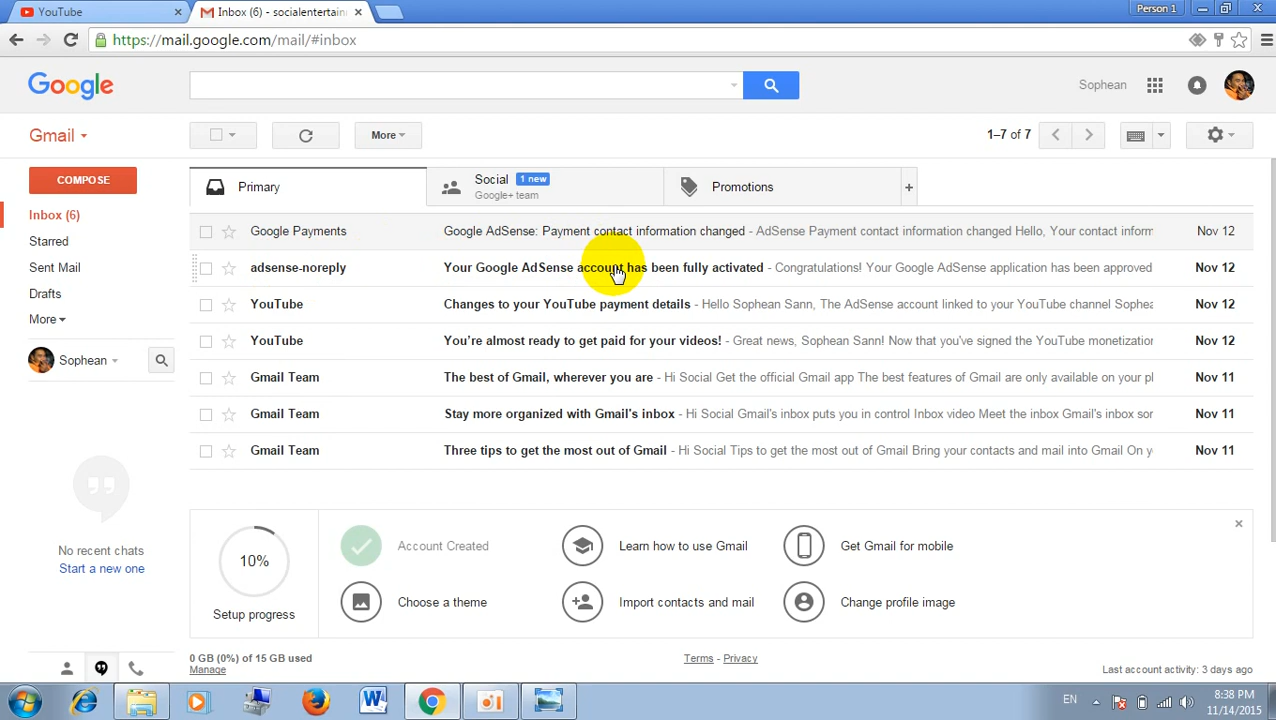 YouTube
Inbox (6) - socialentertain
Person 1
https://mail.google.com/mail/#inbox
Google
Sophean
Gmail
More
1–7 of 7
COMPOSE
Primary
Social 1 new
Google+ team
Promotions
Inbox (6)
Starred
Sent Mail
Drafts
More
Sophean
Google Payments Google AdSense: Payment contact information changed - AdSense Payment contact information changed Hello, Your contact inform Nov 12
adsense-noreply Your Google AdSense account has been fully activated - Congratulations! Your Google AdSense application has been approved Nov 12
YouTube Changes to your YouTube payment details - Hello Sophean Sann, The AdSense account linked to your YouTube channel Sophea Nov 12
YouTube You're almost ready to get paid for your videos! - Great news, Sophean Sann! Now that you've signed the YouTube monetization Nov 12
Gmail Team The best of Gmail, wherever you are - Hi Social Get the official Gmail app The best features of Gmail are only available on your p Nov 11
Gmail Team Stay more organized with Gmail's inbox - Hi Social Gmail's inbox puts you in control Inbox video Meet the inbox Gmail's inbox sor Nov 11
Gmail Team Three tips to get the most out of Gmail - Hi Social Tips to get the most out of Gmail Bring your contacts and mail into Gmail On y Nov 11
No recent chats
Start a new one
10%
Setup progress
Account Created
Learn how to use Gmail
Get Gmail for mobile
Choose a theme
Import contacts and mail
Change profile image
0 GB (0%) of 15 GB used
Manage
Terms - Privacy
Last account activity: 3 days ago
EN
8:38 PM
11/14/2015